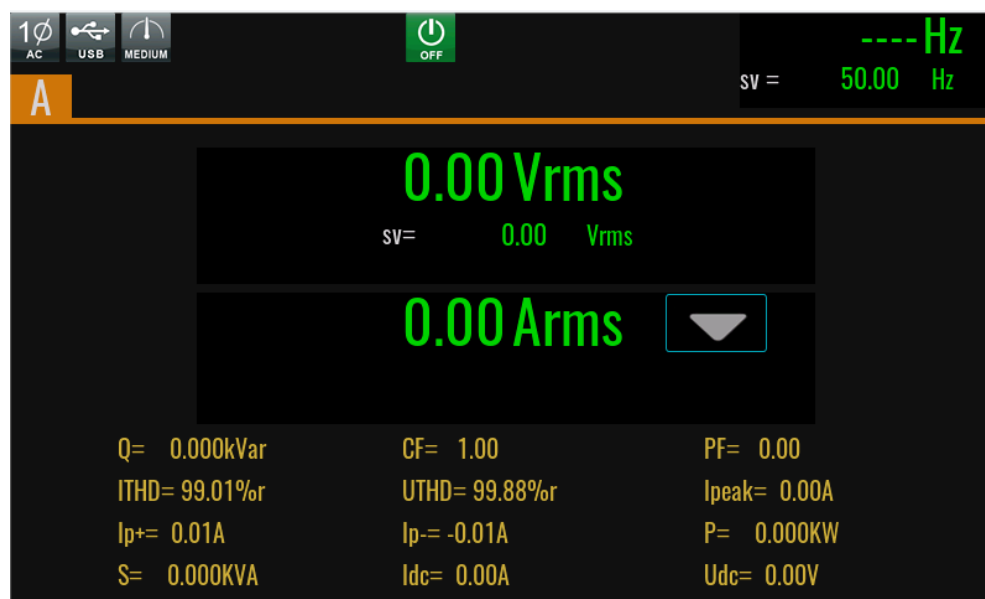 1Ø AC USB MEDIUM OFF ---- Hz
sv = 50.00 Hz
A
0.00 Vrms
sv= 0.00 Vrms
0.00 Arms
Q= 0.000kVar CF= 1.00 PF= 0.00
ITHD= 99.01%r UTHD= 99.88%r Ipeak= 0.00A
Ip+= 0.01A Ip-= -0.01A P= 0.000KW
S= 0.000KVA Idc= 0.00A Udc= 0.00V